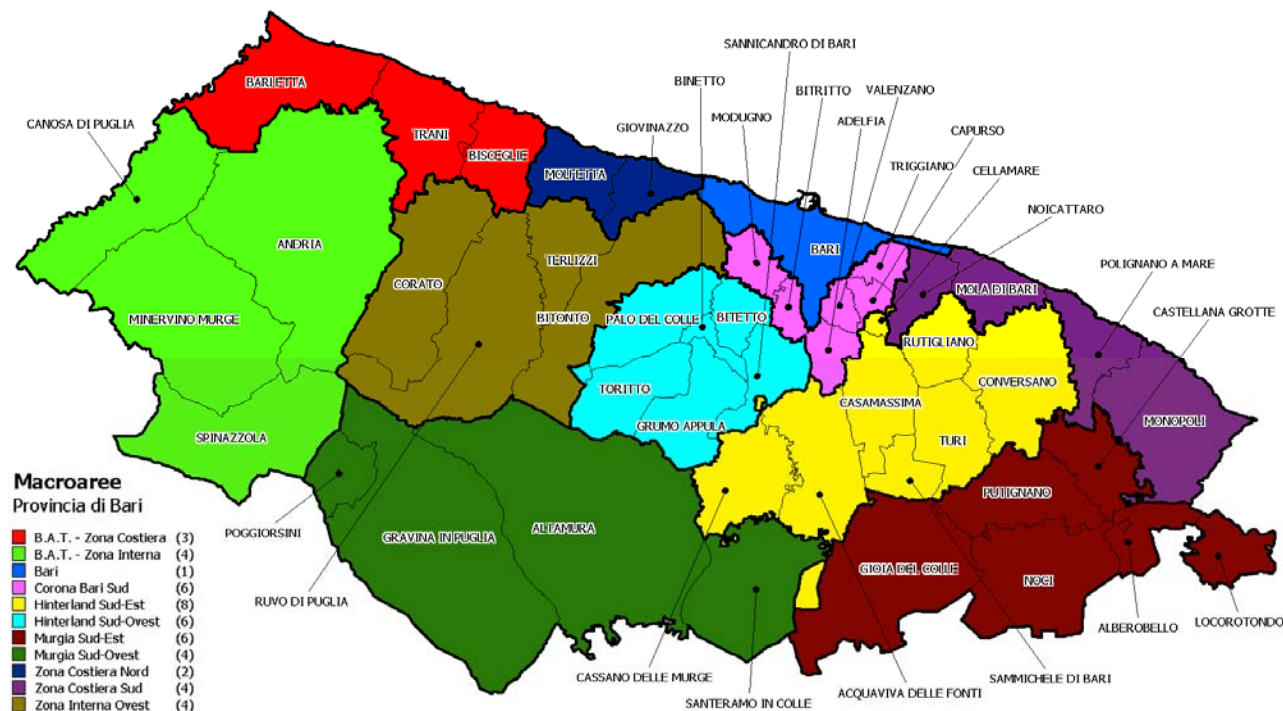 SANNICANDRO DI BARI
BINETTO
BITRITTO
BARLETTA
VALENZANO
MODUGNO
ADELFIA
CANOSA DI PUGLIA
GIOVINAZZO
CAPURSO
TRANI
TRIGGIANO
BISCEGLIE
CELLAMARE
MOLFETTA
NOICATTARO
ANDRIA
BARI
TERLIZZI
POLIGNANO A MARE
CORATO
MOLA DI BARI
CASTELLANA GROTTE
MINERVINO MURGE
BITONTO
PALO DEL COLLE
BITETTO
RUTIGLIANO
TORITTO
CONVERSANO
CASAMASSIMA
GRUMO APPULA
TURI
MONOPOLI
SPINAZZOLA
Macroaree
Provincia di Bari
B.A.T. - Zona Costiera (3)
B.A.T. - Zona Interna (4)
Bari (1)
Corona Bari Sud (6)
Hinterland Sud-Est (8)
Hinterland Sud-Ovest (6)
Murgia Sud-Est (6)
Murgia Sud-Ovest (4)
Zona Costiera Nord (2)
Zona Costiera Sud (4)
Zona Interna Ovest (4)
PUTIGNANO
POGGIORSINI
ALTAMURA
GRAVINA IN PUGLIA
GIOIA DEL COLLE
NOCI
RUVO DI PUGLIA
ALBEROBELLO
LOCOROTONDO
CASSANO DELLE MURGE
SAMMICHELE DI BARI
ACQUAVIVA DELLE FONTI
SANTERAMO IN COLLE